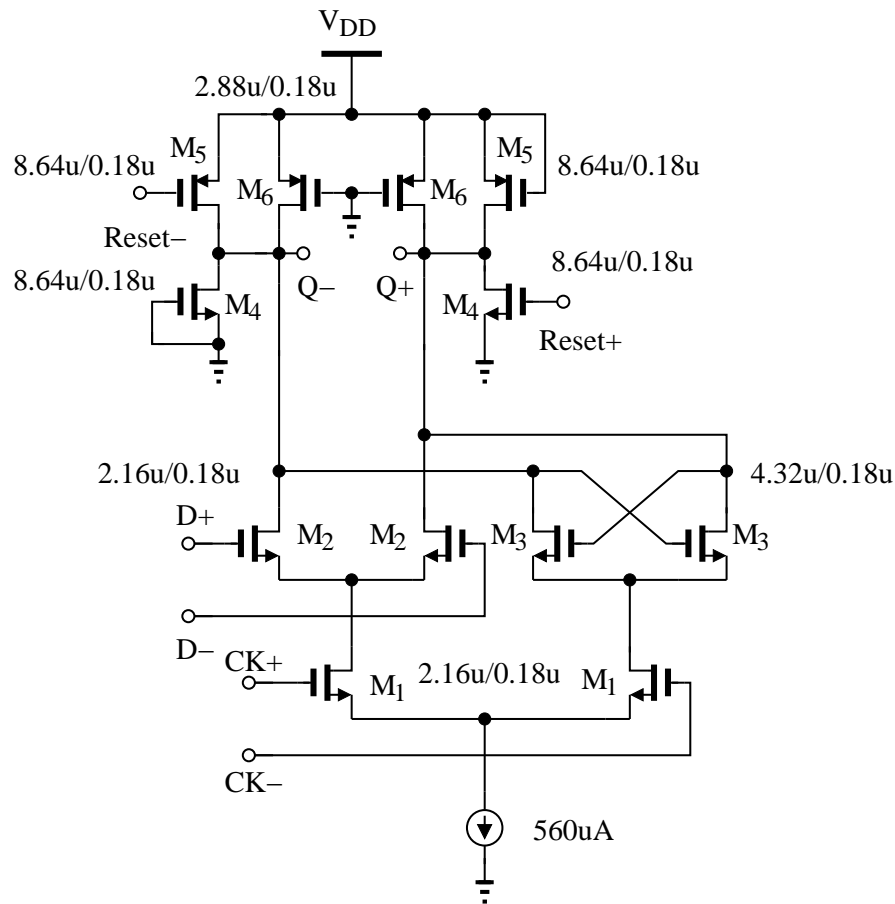 VDD
2.88u/0.18u
M5
M5
8.64u/0.18u
8.64u/0.18u
M6
M6
Reset−
Q−
Q+
8.64u/0.18u
8.64u/0.18u
M4
M4
Reset+
2.16u/0.18u
4.32u/0.18u
D+
M2
M2
M3
M3
D−
CK+
M1
2.16u/0.18u
M1
CK−
560uA